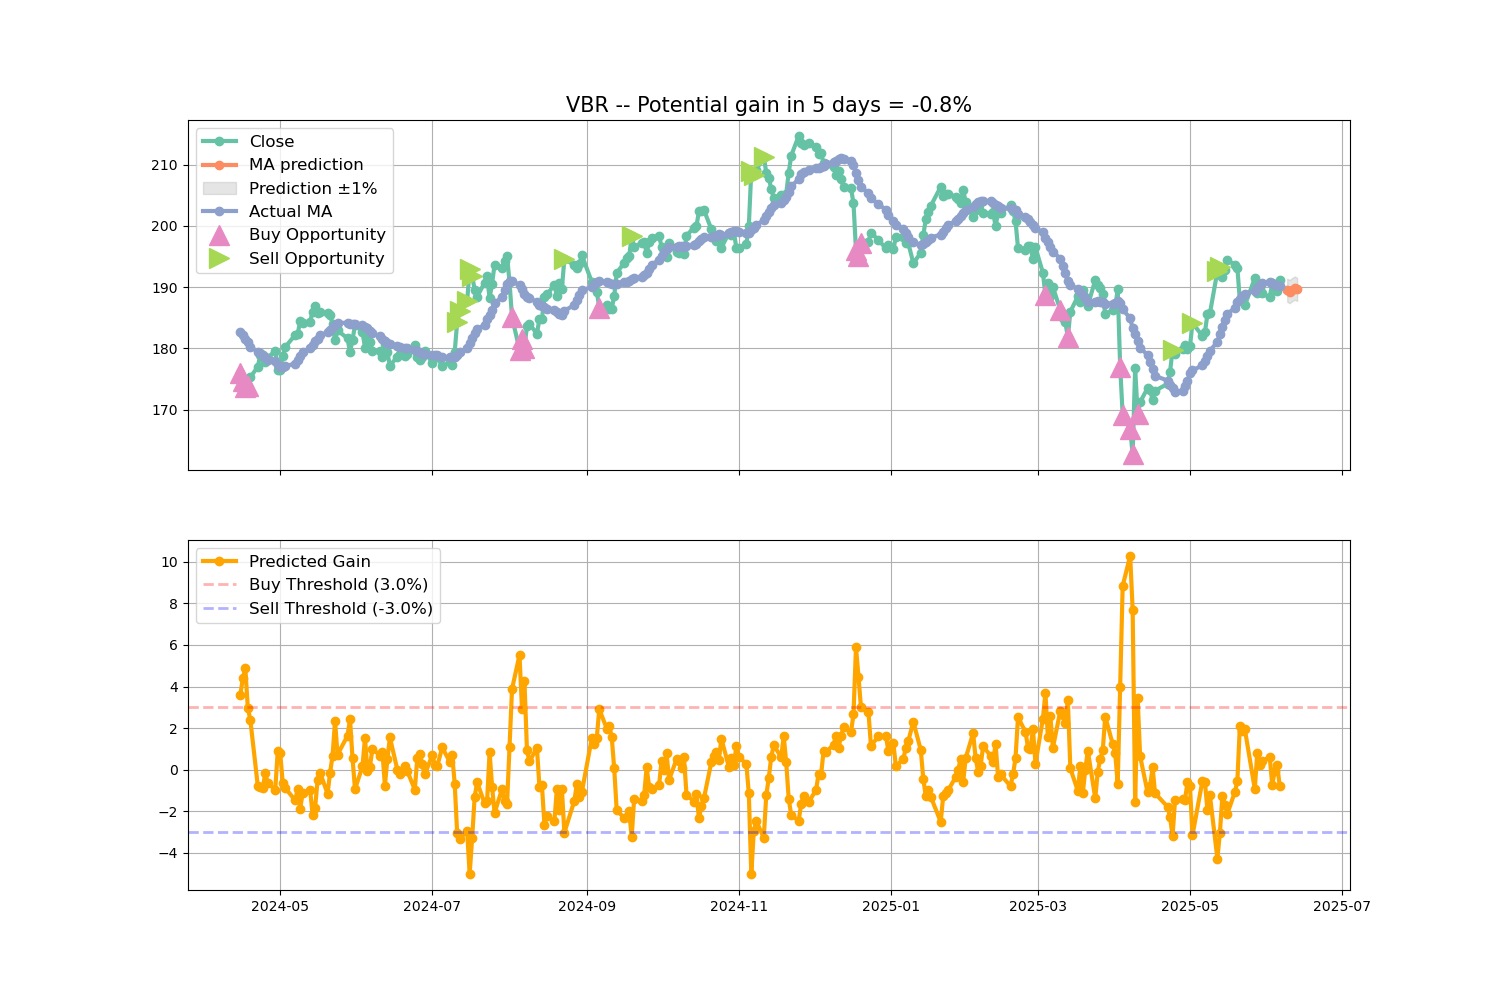 VBR -- Potential gain in 5 days = -0.8%
Close
MA prediction
Prediction ±1%
Actual MA
Buy Opportunity
Sell Opportunity
210
200
190
180
170
Predicted Gain
Buy Threshold (3.0%)
Sell Threshold (-3.0%)
10
8
6
4
2
0
−2
−4
2024-05 2024-07 2024-09 2024-11 2025-01 2025-03 2025-05 2025-07